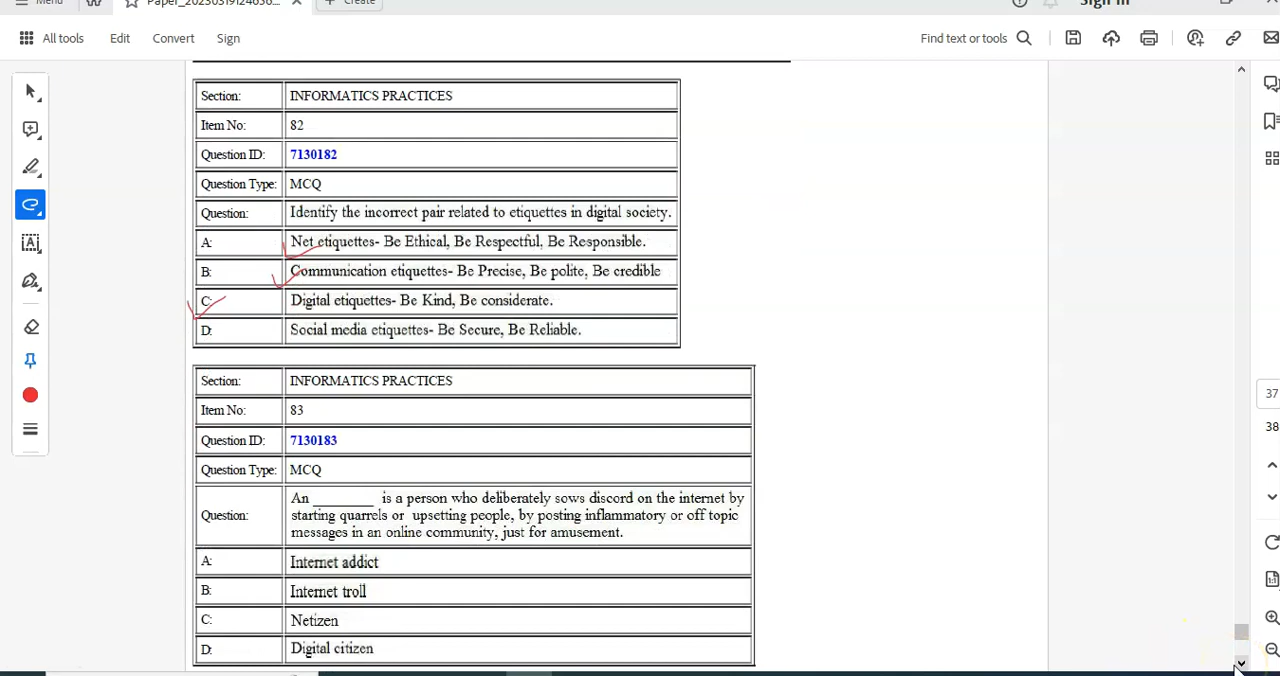 Menu
Paper_20230319124636...
Create
Sign in
All tools
Edit
Convert
Sign
Find text or tools
Section: INFORMATICS PRACTICES
Item No: 82
Question ID: 7130182
Question Type: MCQ
Question: Identify the incorrect pair related to etiquettes in digital society.
A: Net etiquettes- Be Ethical, Be Respectful, Be Responsible.
B: Communication etiquettes- Be Precise, Be polite, Be credible
C: Digital etiquettes- Be Kind, Be considerate.
D: Social media etiquettes- Be Secure, Be Reliable.
Section: INFORMATICS PRACTICES
Item No: 83
Question ID: 7130183
Question Type: MCQ
Question: An ________ is a person who deliberately sows discord on the internet by
starting quarrels or upsetting people, by posting inflammatory or off topic
messages in an online community, just for amusement.
A: Internet addict
B: Internet troll
C: Netizen
D: Digital citizen
37
38
1:1